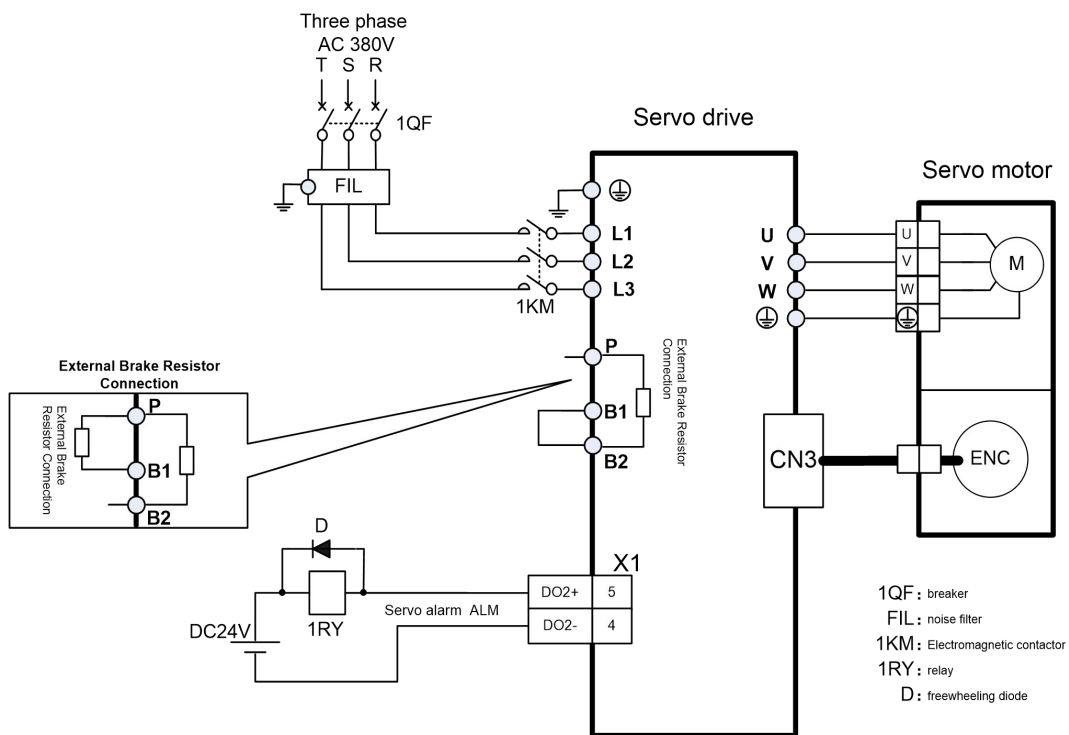 Three phase
AC 380V
T S R
1QF
FIL
Servo drive
Servo motor
L1
L2
L3
1KM
U
V
W
U
V
W
M
P
B1
B2
External Brake Resistor
Connection
External Brake Resistor
Connection
P
B1
B2
External Brake
Resistor Connection
CN3
ENC
D
X1
DO2+ 5
DO2- 4
Servo alarm ALM
1RY
DC24V
1QF: breaker
FIL: noise filter
1KM: Electromagnetic contactor
1RY: relay
D: freewheeling diode